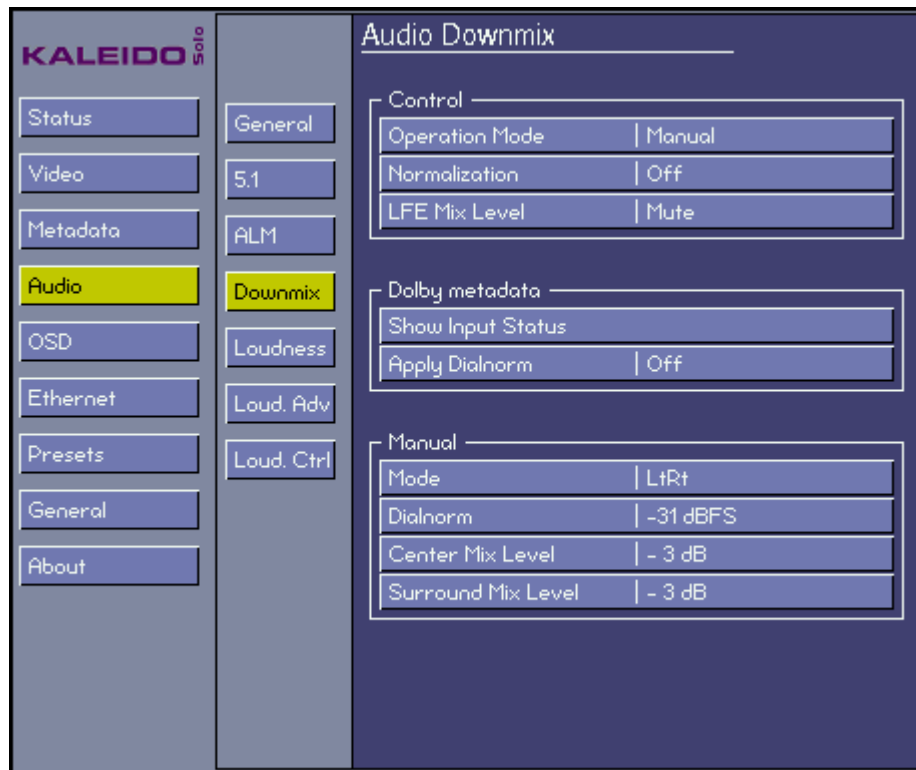 KALEIDO Solo
Status
Video
Metadata
Audio
OSD
Ethernet
Presets
General
About
General
5.1
ALM
Downmix
Loudness
Loud. Adv
Loud. Ctrl
Audio Downmix
Control
Operation Mode | Manual
Normalization | Off
LFE Mix Level | Mute
Dolby metadata
Show Input Status
Apply Dialnorm | Off
Manual
Mode | LtRt
Dialnorm | -31 dBFS
Center Mix Level | - 3 dB
Surround Mix Level | - 3 dB